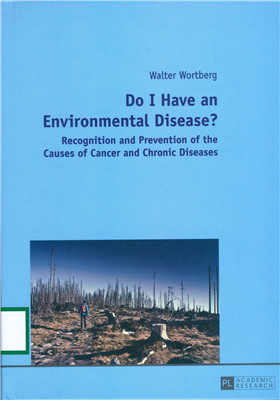 Walter Wortberg
Do I Have an
Environmental Disease?
Recognition and Prevention of the
Causes of Cancer and Chronic Diseases
PL ACADEMIC
RESEARCH